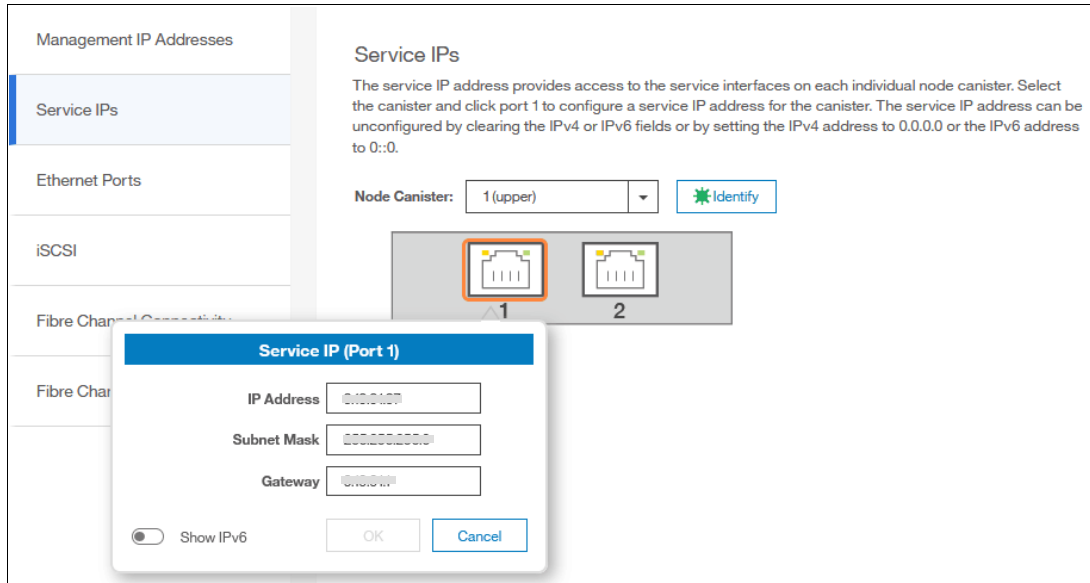 Management IP Addresses
Service IPs
Ethernet Ports
iSCSI
Fibre Channel
Fibre Char
Service IPs
The service IP address provides access to the service interfaces on each individual node canister. Select
the canister and click port 1 to configure a service IP address for the canister. The service IP address can be
unconfigured by clearing the IPv4 or IPv6 fields or by setting the IPv4 address to 0.0.0.0 or the IPv6 address
to 0::0.
Node Canister: 1 (upper) Identify
1 2
Service IP (Port 1)
IP Address
Subnet Mask
Gateway
Show IPv6 OK Cancel